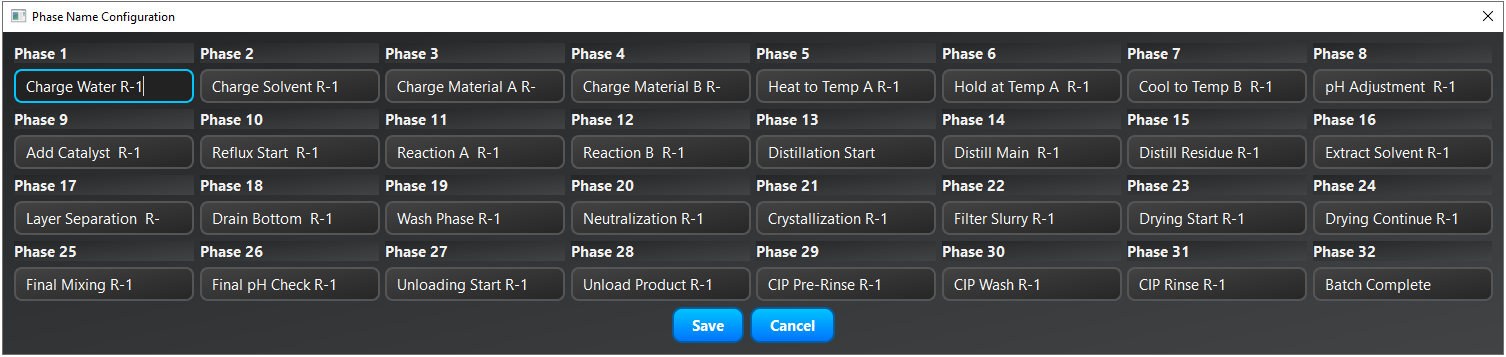 Phase Name Configuration
Phase 1 Phase 2 Phase 3 Phase 4 Phase 5 Phase 6 Phase 7 Phase 8
Charge Water R-1 Charge Solvent R-1 Charge Material A R- Charge Material B R- Heat to Temp A R-1 Hold at Temp A  R-1 Cool to Temp B  R-1 pH Adjustment  R-1
Phase 9 Phase 10 Phase 11 Phase 12 Phase 13 Phase 14 Phase 15 Phase 16
Add Catalyst  R-1 Reflux Start  R-1 Reaction A  R-1 Reaction B  R-1 Distillation Start Distill Main  R-1 Distill Residue R-1 Extract Solvent R-1
Phase 17 Phase 18 Phase 19 Phase 20 Phase 21 Phase 22 Phase 23 Phase 24
Layer Separation  R- Drain Bottom  R-1 Wash Phase R-1 Neutralization R-1 Crystallization R-1 Filter Slurry R-1 Drying Start R-1 Drying Continue R-1
Phase 25 Phase 26 Phase 27 Phase 28 Phase 29 Phase 30 Phase 31 Phase 32
Final Mixing R-1 Final pH Check R-1 Unloading Start R-1 Unload Product R-1 CIP Pre-Rinse R-1 CIP Wash R-1 CIP Rinse R-1 Batch Complete
Save Cancel